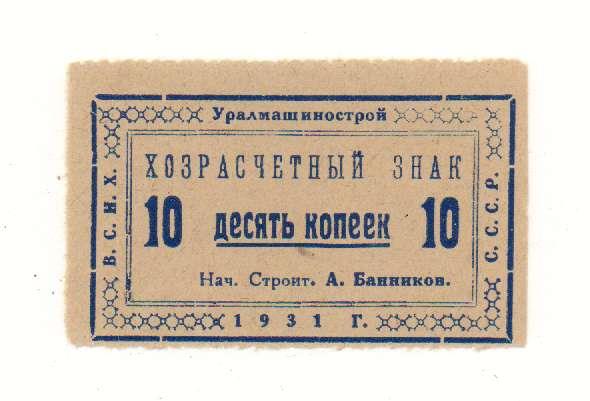 Уралмашинострой
В. С. Н. Х.
ХОЗРАСЧЕТНЫЙ ЗНАК
10 десять копеек 10
Нач. Строит. А. Банников.
С. С. С. Р.
1931 Г.